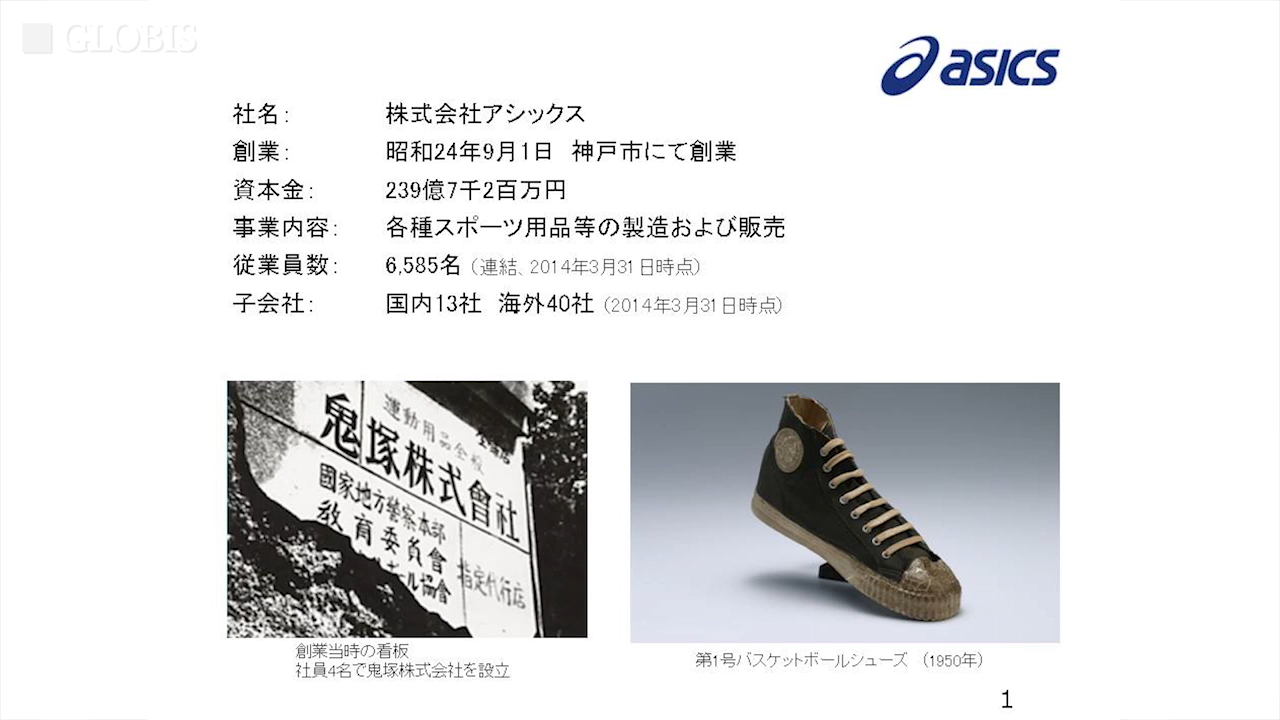 GLOBIS
asics
社名： 株式会社アシックス
創業： 昭和24年9月1日 神戸市にて創業
資本金： 239億7千2百万円
事業内容： 各種スポーツ用品等の製造および販売
従業員数： 6,585名（連結、2014年3月31日時点）
子会社： 国内13社 海外40社（2014年3月31日時点）
運動用品全般
鬼塚株式會社
國家地方警察本部
教育委員會
ボール協會
指定代行店
創業当時の看板
社員4名で鬼塚株式会社を設立
第1号バスケットボールシューズ （1950年）
1